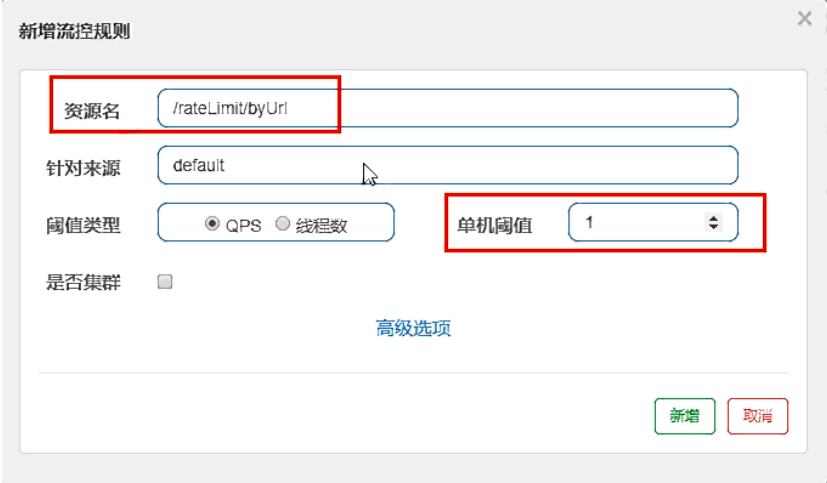 新增流控规则 ×
资源名 /rateLimit/byUrl
针对来源 default
阈值类型 QPS 线程数 单机阈值 1
是否集群
高级选项
新增 取消